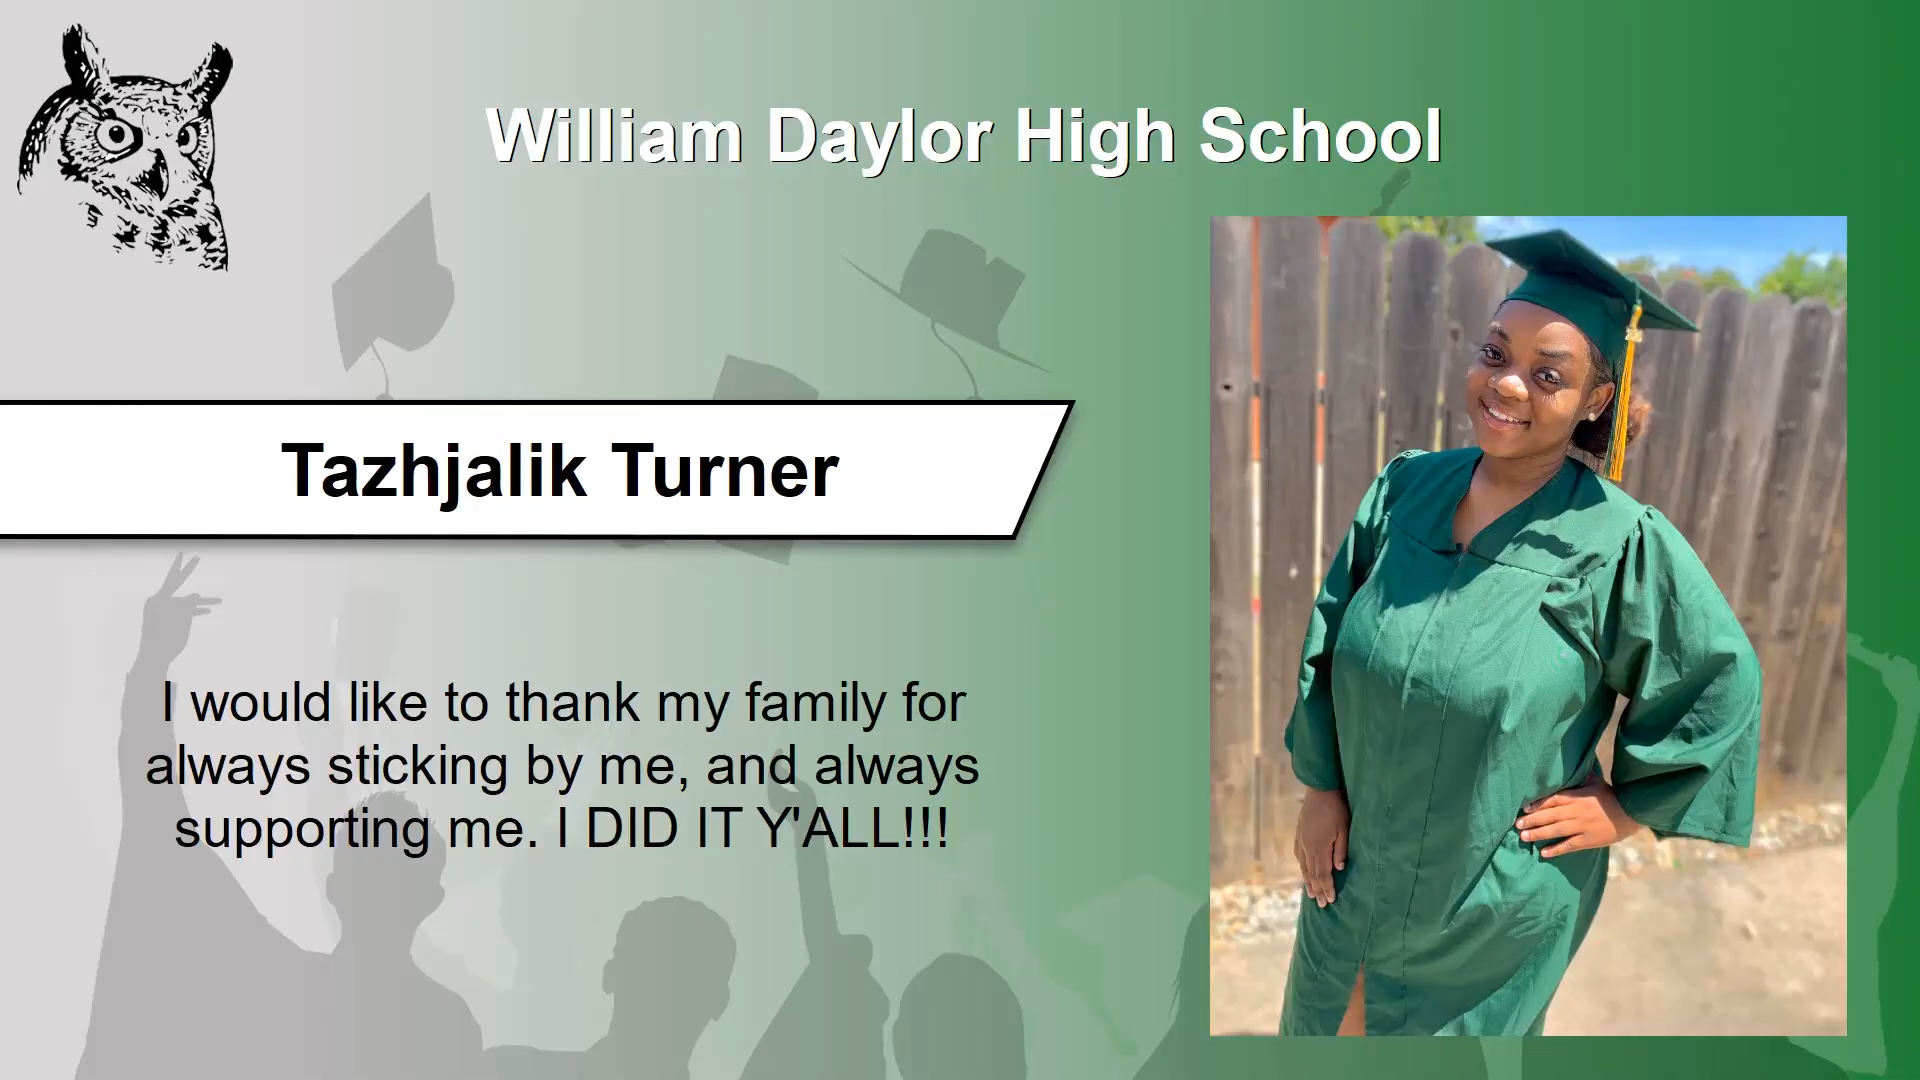 William Daylor High School
Tazhjalik Turner
I would like to thank my family for
always sticking by me, and always
supporting me. I DID IT Y'ALL!!!